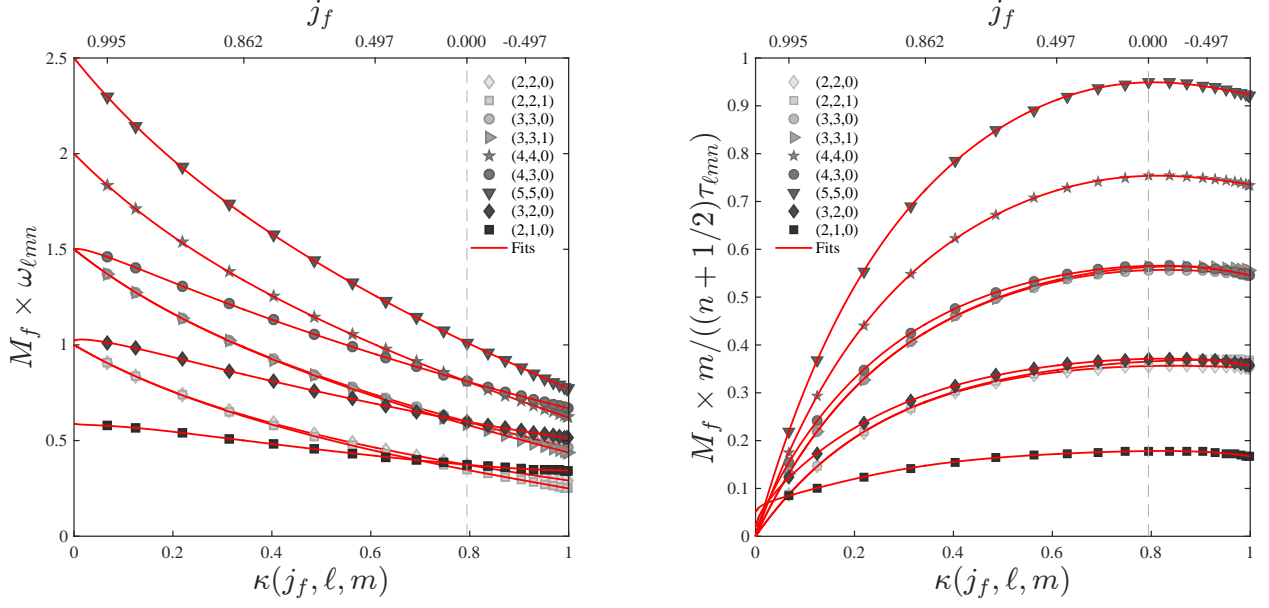 j_f
0.995 0.862 0.497 0.000 -0.497
2.5
2
1.5
1
0.5
0
M_f × ω_{ℓmn}
(2,2,0)
(2,2,1)
(3,3,0)
(3,3,1)
(4,4,0)
(4,3,0)
(5,5,0)
(3,2,0)
(2,1,0)
Fits
0 0.2 0.4 0.6 0.8 1
κ(j_f, ℓ, m)
j_f
0.995 0.862 0.497 0.000 -0.497
1
0.9
0.8
0.7
0.6
0.5
0.4
0.3
0.2
0.1
0
M_f × m/((n + 1/2)τ_{ℓmn})
(2,2,0)
(2,2,1)
(3,3,0)
(3,3,1)
(4,4,0)
(4,3,0)
(5,5,0)
(3,2,0)
(2,1,0)
Fits
0 0.2 0.4 0.6 0.8 1
κ(j_f, ℓ, m)